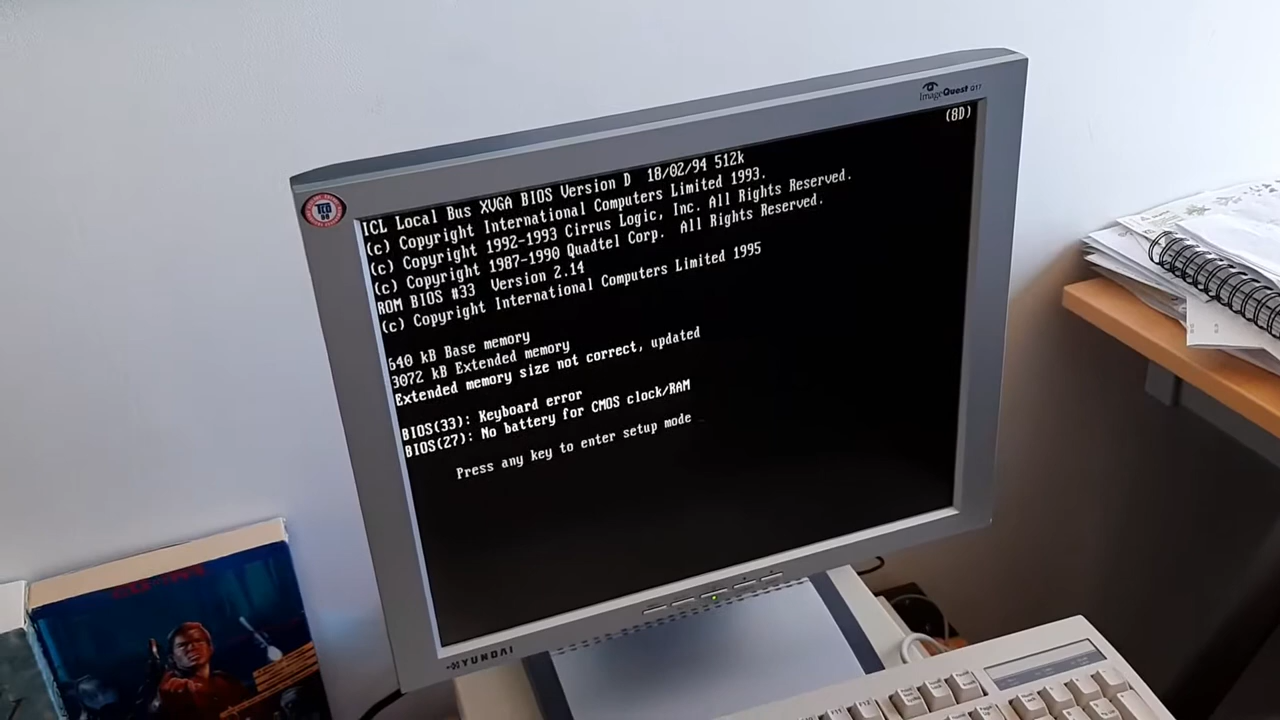 ImageQuest Q17
(8D)
TCO
99
ICL Local Bus XVGA BIOS Version D 18/02/94 512k
(c) Copyright International Computers Limited 1993.
(c) Copyright 1992-1993 Cirrus Logic, Inc. All Rights Reserved.
(c) Copyright 1987-1990 Quadtel Corp. All Rights Reserved.
ROM BIOS #33 Version 2.14
(c) Copyright International Computers Limited 1995
640 kB Base memory
3072 kB Extended memory
Extended memory size not correct, updated
BIOS(33): Keyboard error
BIOS(27): No battery for CMOS clock/RAM
Press any key to enter setup mode
HYUNDAI